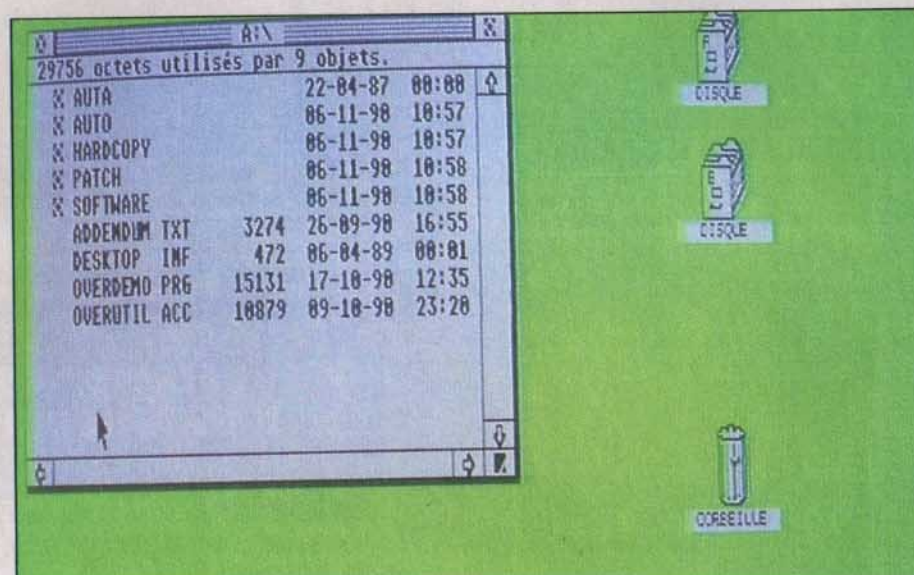 A:\
29756 octets utilisés par 9 objets.
AUTA 22-04-87 00:00
AUTO 06-11-90 10:57
HARDCOPY 06-11-90 10:57
PATCH 06-11-90 10:58
SOFTWARE 06-11-90 10:58
ADDENDUM TXT 3274 26-09-90 16:55
DESKTOP INF 472 06-04-89 00:01
OVERDEMO PRG 15131 17-10-90 12:35
OVERUTIL ACC 10879 09-10-90 23:20
DISQUE
DISQUE
CORBEILLE